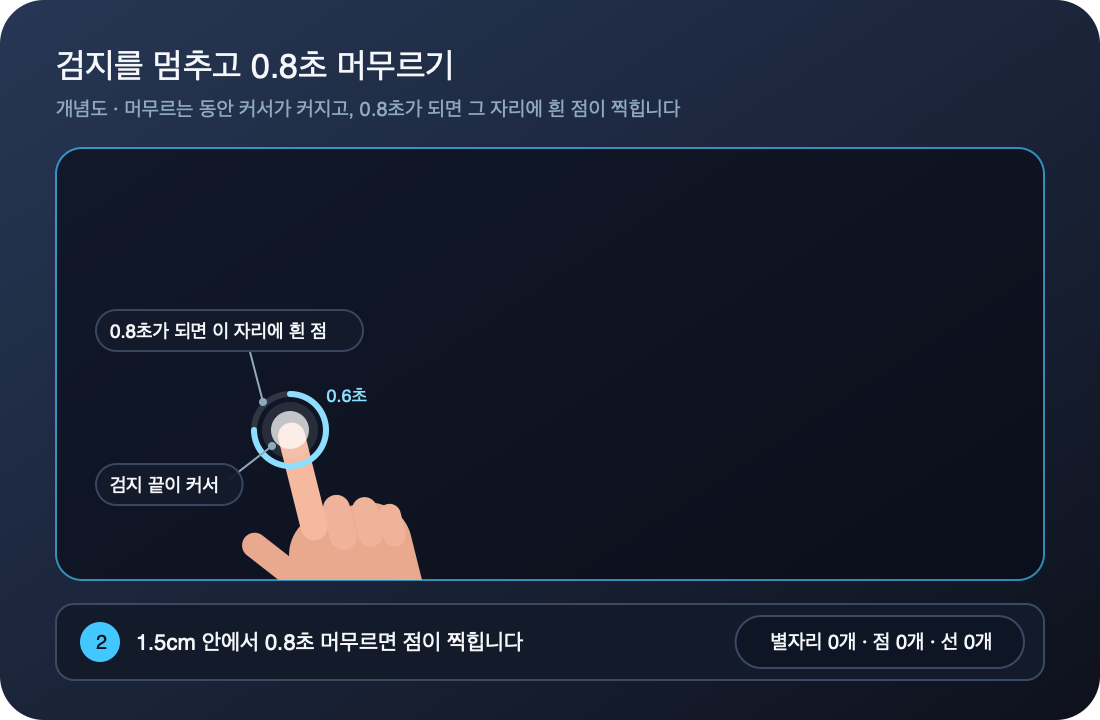 검지를 멈추고 0.8초 머무르기
개념도 · 머무르는 동안 커서가 커지고, 0.8초가 되면 그 자리에 흰 점이 찍힙니다
0.8초가 되면 이 자리에 흰 점
0.6초
검지 끝이 커서
2 1.5cm 안에서 0.8초 머무르면 점이 찍힙니다
별자리 0개 · 점 0개 · 선 0개